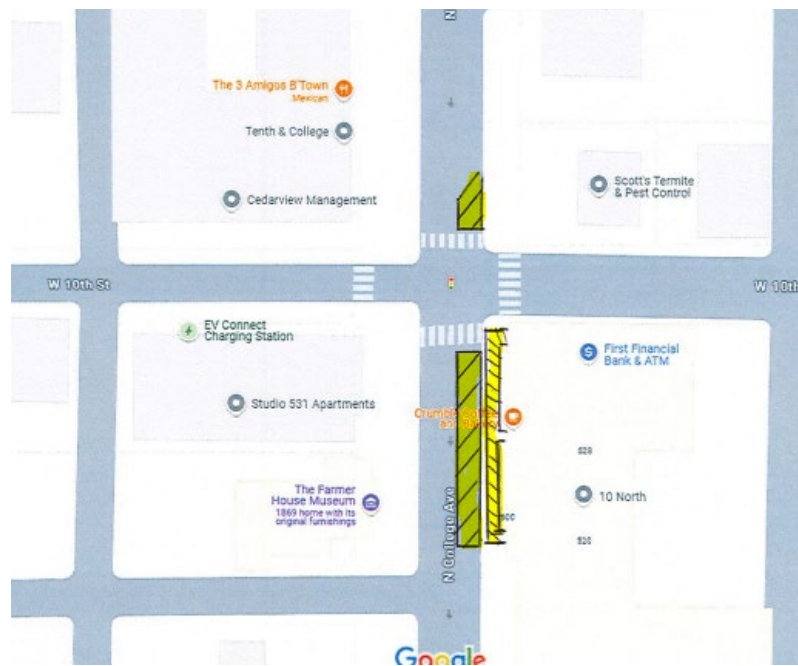 N
The 3 Amigos B'Town
Mexican
Tenth & College
Cedarview Management
Scott's Termite
& Pest Control
W 10th St
W 10th
EV Connect
Charging Station
First Financial
Bank & ATM
Studio 531 Apartments
The Farmer
House Museum
1869 home with its
original furnishings
10 North
N College Ave
Google